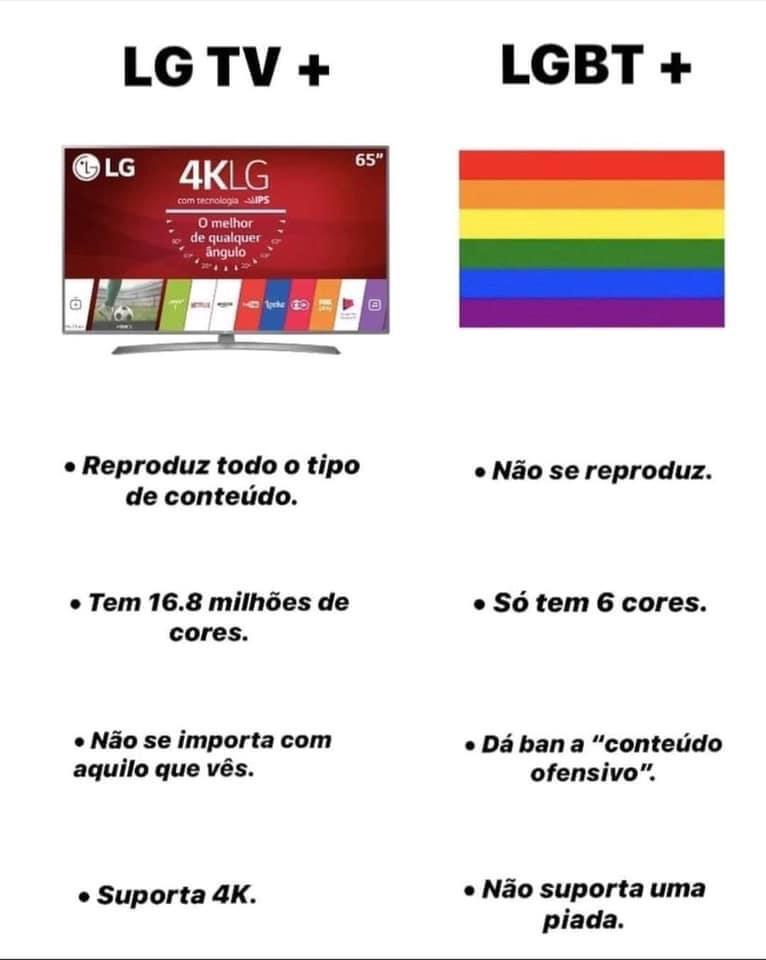 LG TV +
LGBT +
LG
4KLG
65"
com tecnologia IPS
O melhor
de qualquer
ângulo
NETFLIX
• Reproduz todo o tipo
de conteúdo.
• Não se reproduz.
• Tem 16.8 milhões de
cores.
• Só tem 6 cores.
• Não se importa com
aquilo que vês.
• Dá ban a “conteúdo
ofensivo”.
• Suporta 4K.
• Não suporta uma
piada.